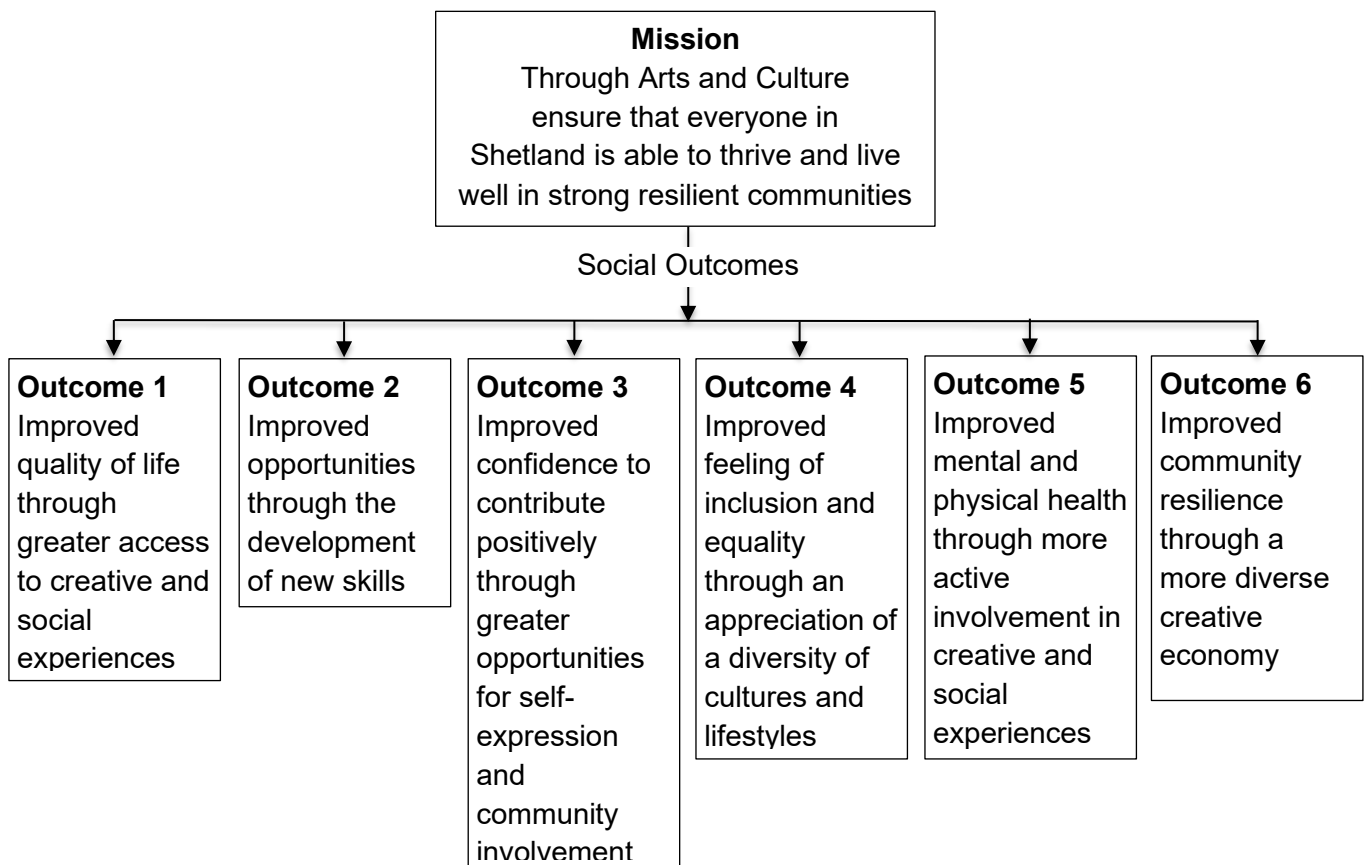 Mission
Through Arts and Culture
ensure that everyone in
Shetland is able to thrive and live
well in strong resilient communities
Social Outcomes
Outcome 1
Improved
quality of life
through
greater access
to creative and
social
experiences
Outcome 2
Improved
opportunities
through the
development
of new skills
Outcome 3
Improved
confidence to
contribute
positively
through
greater
opportunities
for self-
expression
and
community
involvement
Outcome 4
Improved
feeling of
inclusion and
equality
through an
appreciation of
a diversity of
cultures and
lifestyles
Outcome 5
Improved
mental and
physical health
through more
active
involvement in
creative and
social
experiences
Outcome 6
Improved
community
resilience
through a
more diverse
creative
economy